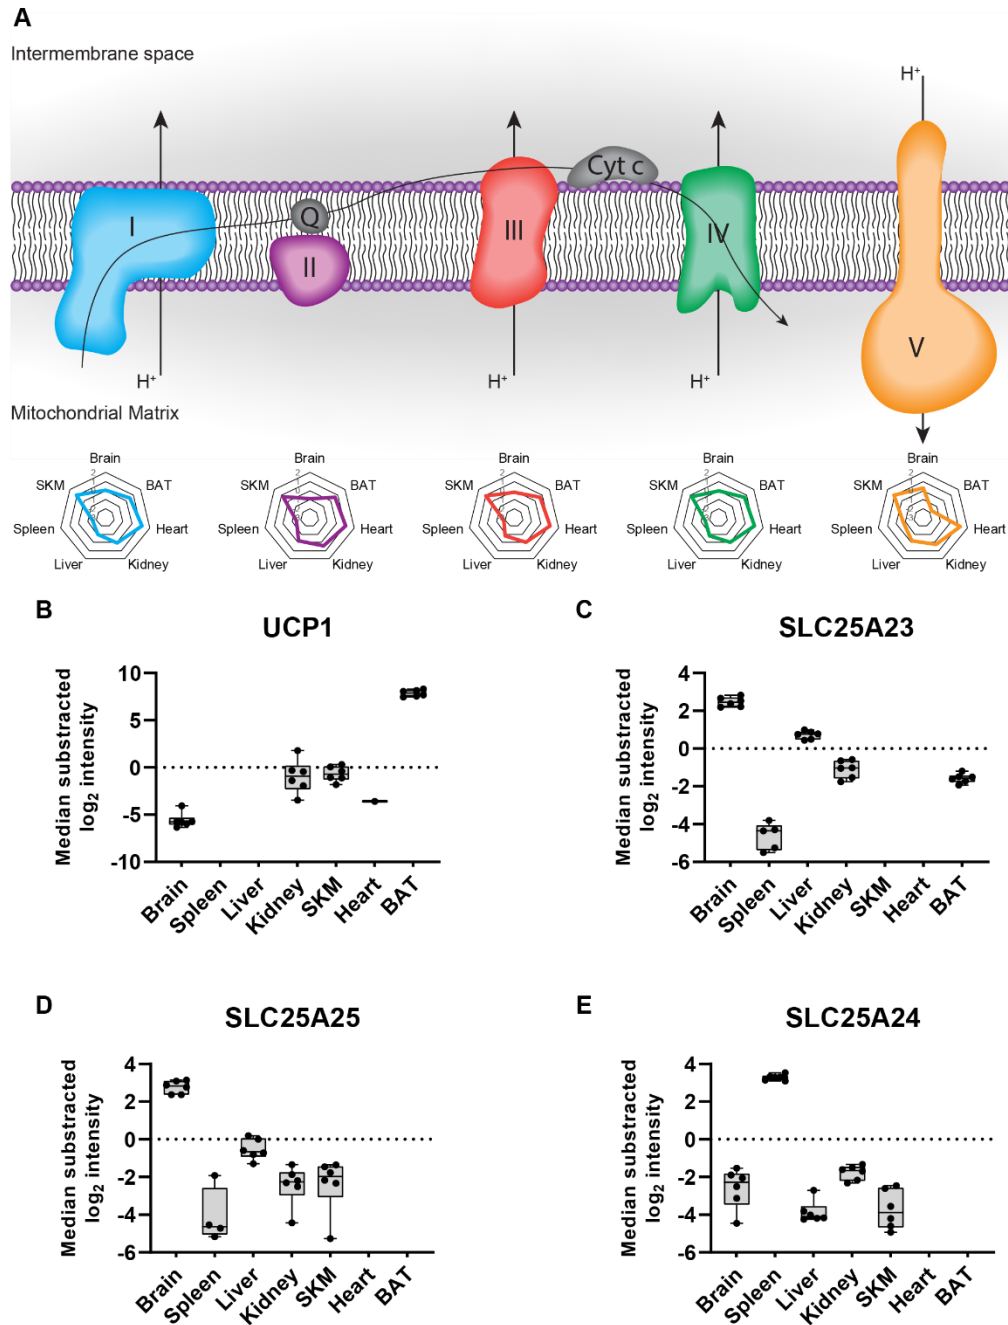 A
Intermembrane space
H+
Cyt c
Q
I
III
IV
II
V
H+
H+
H+
Mitochondrial Matrix
Brain
Brain
Brain
Brain
Brain
SKM
BAT
SKM
BAT
SKM
BAT
SKM
BAT
SKM
BAT
Spleen
Heart
Spleen
Heart
Spleen
Heart
Spleen
Heart
Spleen
Heart
Liver
Kidney
Liver
Kidney
Liver
Kidney
Liver
Kidney
Liver
Kidney
B
UCP1
Median substracted
log2 intensity
10
5
0
-5
-10
Brain
Spleen
Liver
Kidney
SKM
Heart
BAT
C
SLC25A23
Median substracted
log2 intensity
4
2
0
-2
-4
-6
Brain
Spleen
Liver
Kidney
SKM
Heart
BAT
D
SLC25A25
Median substracted
log2 intensity
4
2
0
-2
-4
-6
Brain
Spleen
Liver
Kidney
SKM
Heart
BAT
E
SLC25A24
Median substracted
log2 intensity
4
2
0
-2
-4
-6
Brain
Spleen
Liver
Kidney
SKM
Heart
BAT